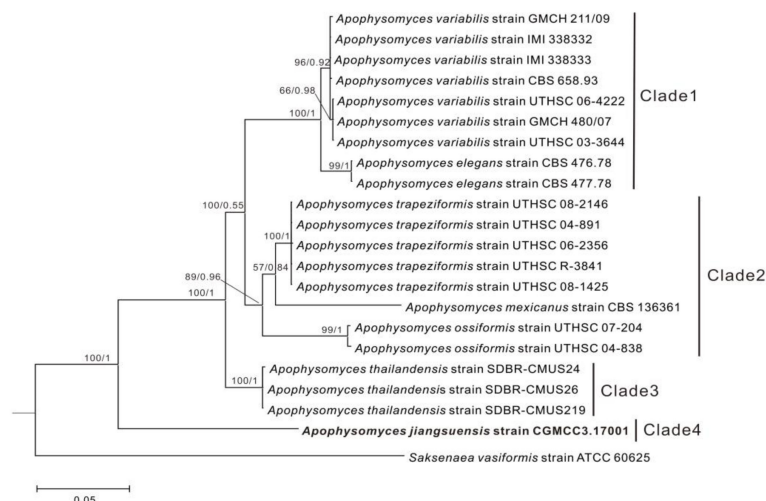 Apophysomyces variabilis strain GMCH 211/09
Apophysomyces variabilis strain IMI 338332
Apophysomyces variabilis strain IMI 338333
96/0.92
Apophysomyces variabilis strain CBS 658.93
66/0.98
Apophysomyces variabilis strain UTHSC 06-4222
Clade1
100/1
Apophysomyces variabilis strain GMCH 480/07
Apophysomyces variabilis strain UTHSC 03-3644
99/1
Apophysomyces elegans strain CBS 476.78
Apophysomyces elegans strain CBS 477.78
100/0.55
Apophysomyces trapeziformis strain UTHSC 08-2146
Apophysomyces trapeziformis strain UTHSC 04-891
100/1
Apophysomyces trapeziformis strain UTHSC 06-2356
57/0.84
Apophysomyces trapeziformis strain UTHSC R-3841
Clade2
89/0.96
Apophysomyces trapeziformis strain UTHSC 08-1425
100/1
Apophysomyces mexicanus strain CBS 136361
99/1
Apophysomyces ossiformis strain UTHSC 07-204
Apophysomyces ossiformis strain UTHSC 04-838
100/1
Apophysomyces thailandensis strain SDBR-CMUS24
100/1
Apophysomyces thailandensis strain SDBR-CMUS26
Clade3
Apophysomyces thailandensis strain SDBR-CMUS219
Apophysomyces jiangsuensis strain CGMCC3.17001
Clade4
Saksenaea vasiformis strain ATCC 60625
0.05